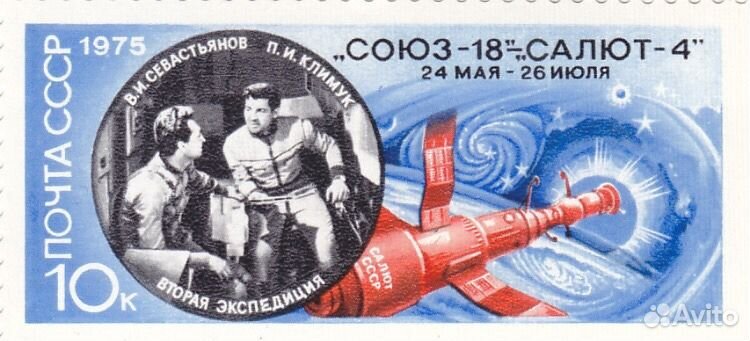 ПОЧТА СССР 1975
10К
В.И. СЕВАСТЬЯНОВ П.И. КЛИМУК
ВТОРАЯ ЭКСПЕДИЦИЯ
„СОЮЗ-18"-„САЛЮТ-4"
24 МАЯ - 26 ИЮЛЯ
САЛЮТ
СССР
Avito